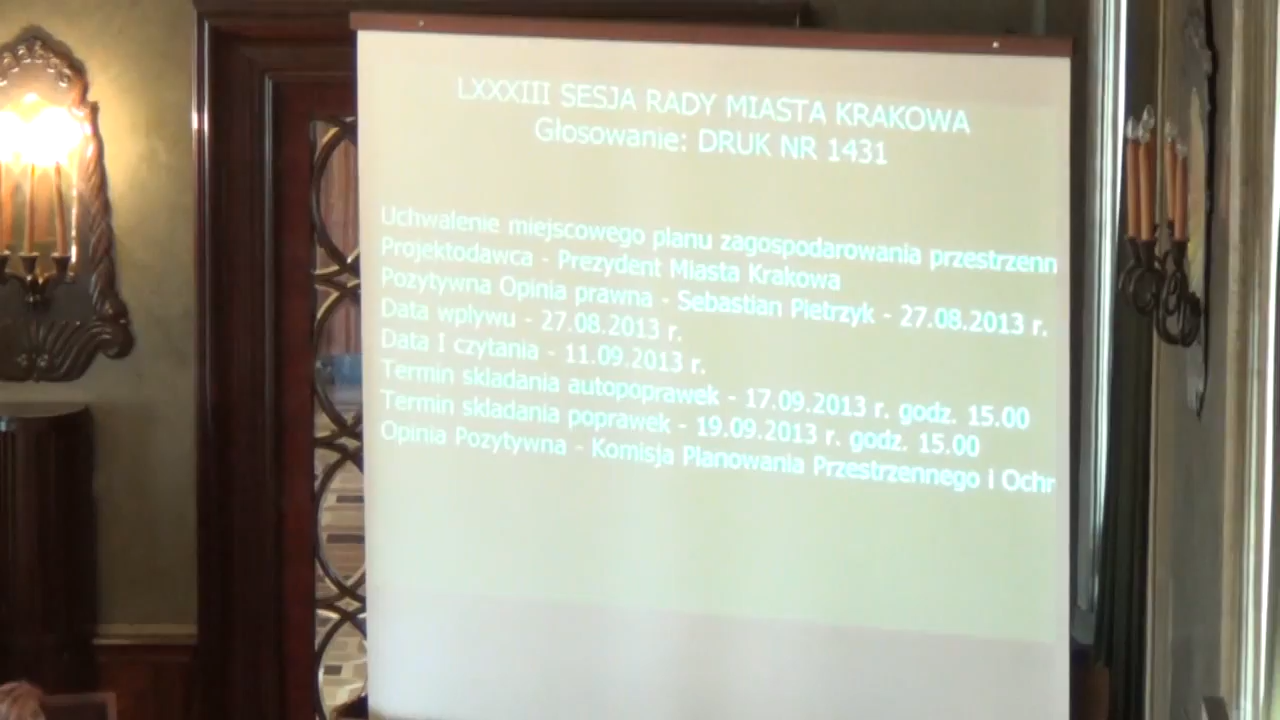 LXXXIII SESJA RADY MIASTA KRAKOWA
Głosowanie: DRUK NR 1431
Uchwalenie miejscowego planu zagospodarowania przestrzenn
Projektodawca - Prezydent Miasta Krakowa
Pozytywna Opinia prawna - Sebastian Pietrzyk - 27.08.2013 r.
Data wpływu - 27.08.2013 r.
Data I czytania - 11.09.2013 r.
Termin składania autopoprawek - 17.09.2013 r. godz. 15.00
Termin składania poprawek - 19.09.2013 r. godz. 15.00
Opinia Pozytywna - Komisja Planowania Przestrzennego i Ochr